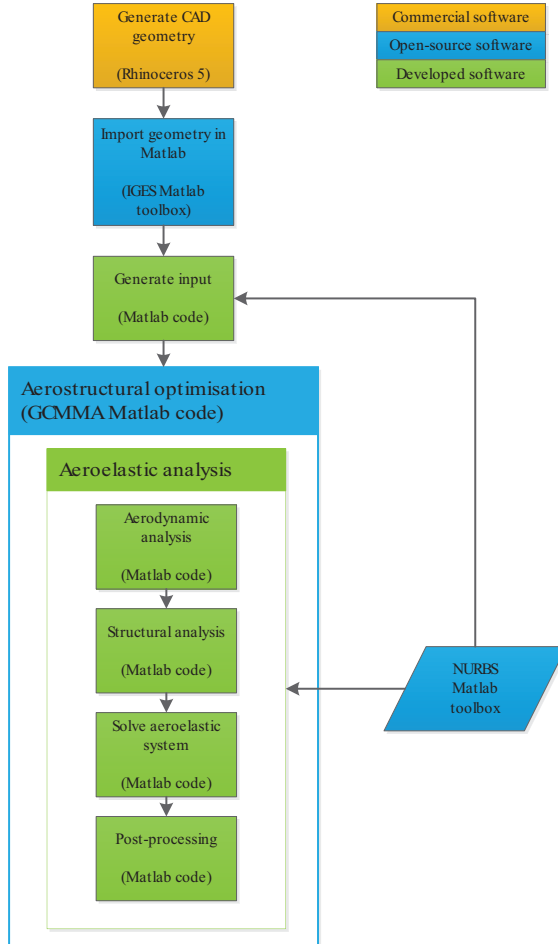 Generate CAD
geometry
(Rhinoceros 5)
Commercial software
Open-source software
Developed software
Import geometry in
Matlab
(IGES Matlab
toolbox)
Generate input
(Matlab code)
Aerostructural optimisation
(GCMMA Matlab code)
Aeroelastic analysis
Aerodynamic
analysis
(Matlab code)
Structural analysis
(Matlab code)
Solve aeroelastic
system
(Matlab code)
Post-processing
(Matlab code)
NURBS
Matlab
toolbox